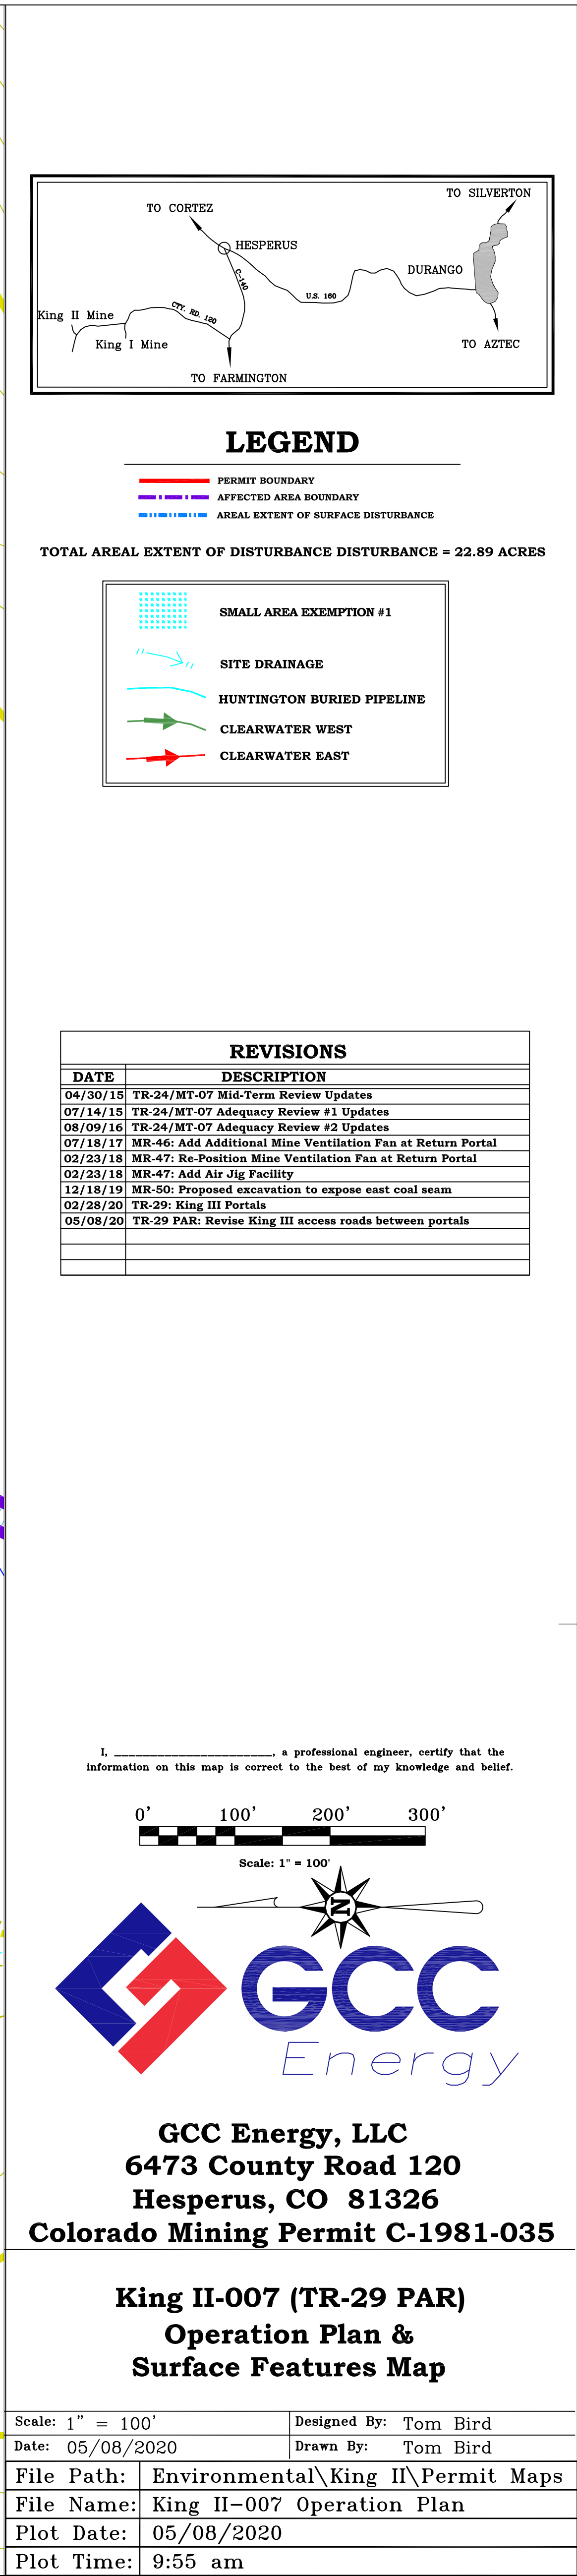 TO SILVERTON
TO CORTEZ
HESPERUS
C-140
DURANGO
U.S. 160
King II Mine
CTY. RD. 120
King I Mine
TO AZTEC
TO FARMINGTON
LEGEND
PERMIT BOUNDARY
AFFECTED AREA BOUNDARY
AREAL EXTENT OF SURFACE DISTURBANCE
TOTAL AREAL EXTENT OF DISTURBANCE DISTURBANCE = 22.89 ACRES
SMALL AREA EXEMPTION #1
SITE DRAINAGE
HUNTINGTON BURIED PIPELINE
CLEARWATER WEST
CLEARWATER EAST
REVISIONS
DATE DESCRIPTION
04/30/15 TR-24/MT-07 Mid-Term Review Updates
07/14/15 TR-24/MT-07 Adequacy Review #1 Updates
08/09/16 TR-24/MT-07 Adequacy Review #2 Updates
07/18/17 MR-46: Add Additional Mine Ventilation Fan at Return Portal
02/23/18 MR-47: Re-Position Mine Ventilation Fan at Return Portal
02/23/18 MR-47: Add Air Jig Facility
12/18/19 MR-50: Proposed excavation to expose east coal seam
02/28/20 TR-29: King III Portals
05/08/20 TR-29 PAR: Revise King III access roads between portals
I, ______________________, a professional engineer, certify that the
information on this map is correct to the best of my knowledge and belief.
0' 100' 200' 300'
Scale: 1" = 100'
N
GCC
Energy
GCC Energy, LLC
6473 County Road 120
Hesperus, CO 81326
Colorado Mining Permit C-1981-035
King II-007 (TR-29 PAR)
Operation Plan &
Surface Features Map
Scale: 1" = 100' Designed By: Tom Bird
Date: 05/08/2020 Drawn By: Tom Bird
File Path: Environmental\King II\Permit Maps
File Name: King II-007 Operation Plan
Plot Date: 05/08/2020
Plot Time: 9:55 am